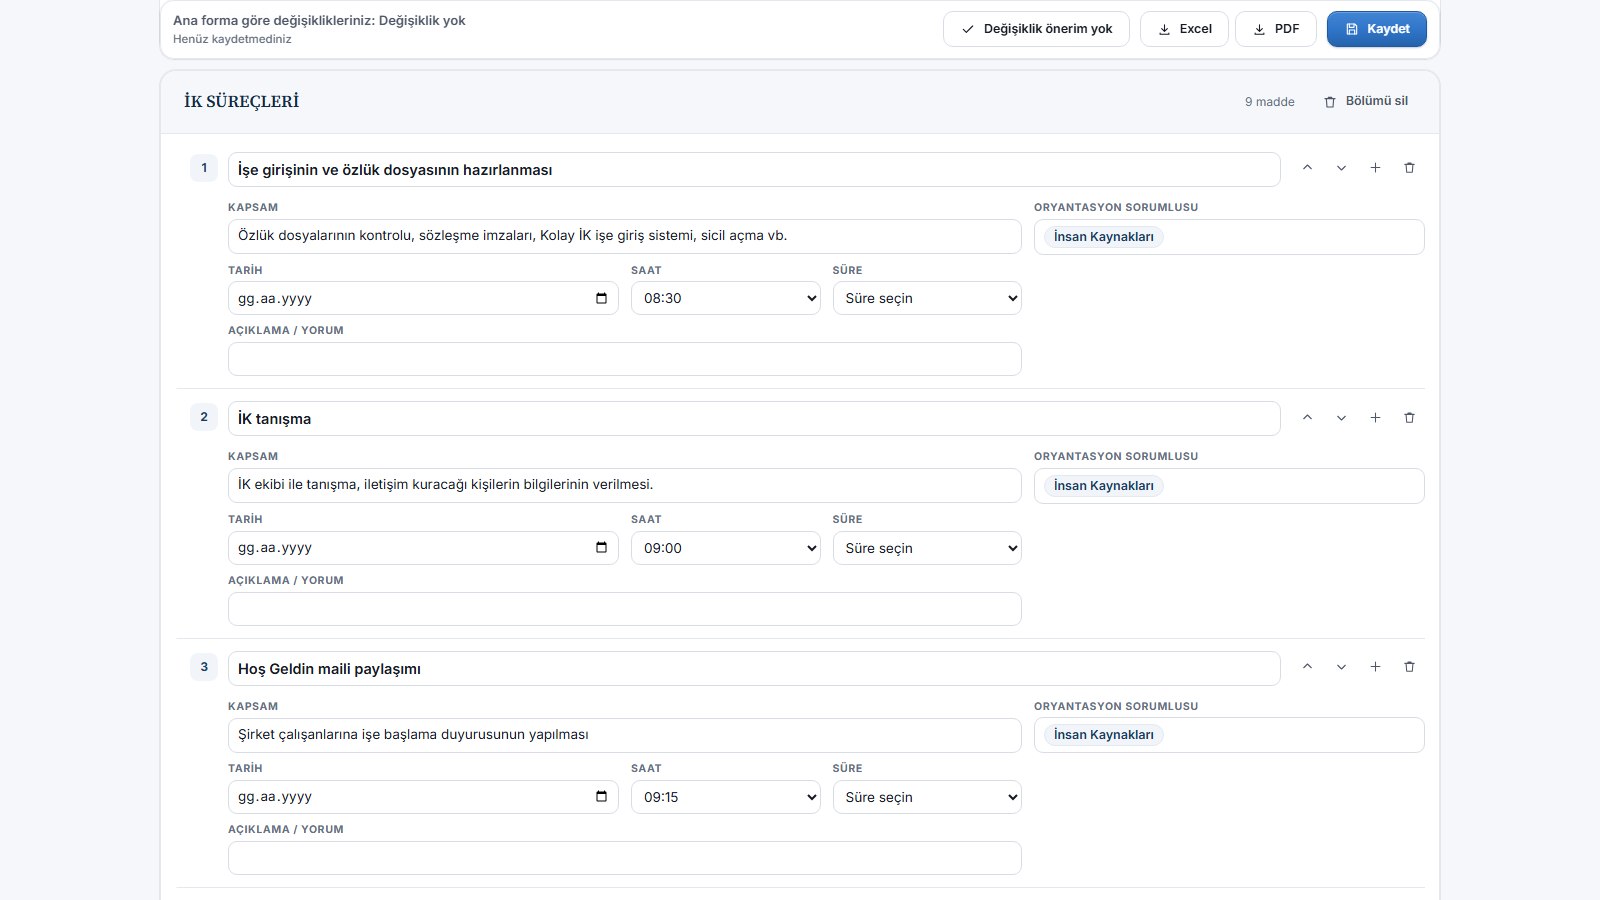 Ana forma göre değişiklikleriniz: Değişiklik yok
Henüz kaydetmediniz
Değişiklik önerim yok
Excel
PDF
Kaydet
İK SÜREÇLERİ
9 madde
Bölümü sil
1
İşe girişinin ve özlük dosyasının hazırlanması
KAPSAM
ORYANTASYON SORUMLUSU
Özlük dosyalarının kontrolu, sözleşme imzaları, Kolay İK işe giriş sistemi, sicil açma vb.
İnsan Kaynakları
TARİH
SAAT
SÜRE
gg.aa.yyyy
08:30
Süre seçin
AÇIKLAMA / YORUM
2
İK tanışma
KAPSAM
ORYANTASYON SORUMLUSU
İK ekibi ile tanışma, iletişim kuracağı kişilerin bilgilerinin verilmesi.
İnsan Kaynakları
TARİH
SAAT
SÜRE
gg.aa.yyyy
09:00
Süre seçin
AÇIKLAMA / YORUM
3
Hoş Geldin maili paylaşımı
KAPSAM
ORYANTASYON SORUMLUSU
Şirket çalışanlarına işe başlama duyurusunun yapılması
İnsan Kaynakları
TARİH
SAAT
SÜRE
gg.aa.yyyy
09:15
Süre seçin
AÇIKLAMA / YORUM